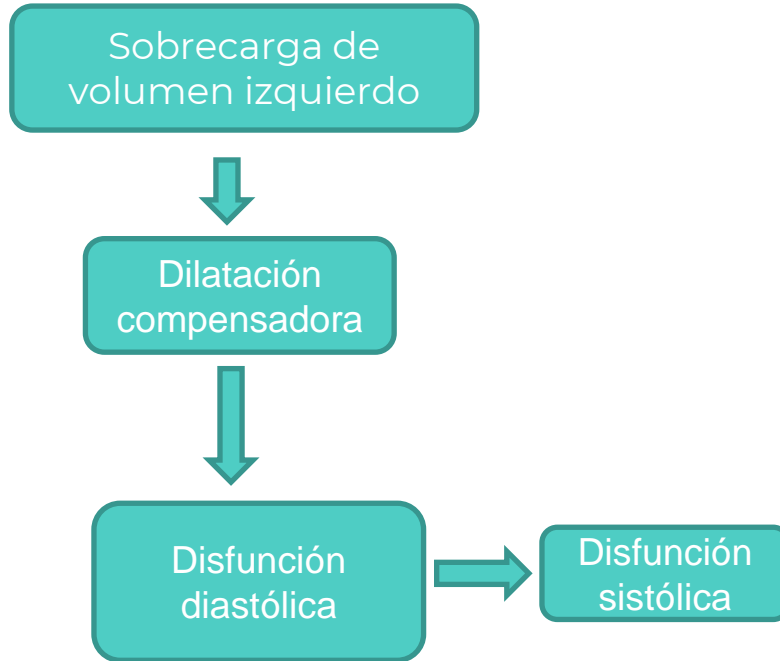 Sobrecarga de
volumen izquierdo
Dilatación
compensadora
Disfunción
diastólica
Disfunción
sistólica